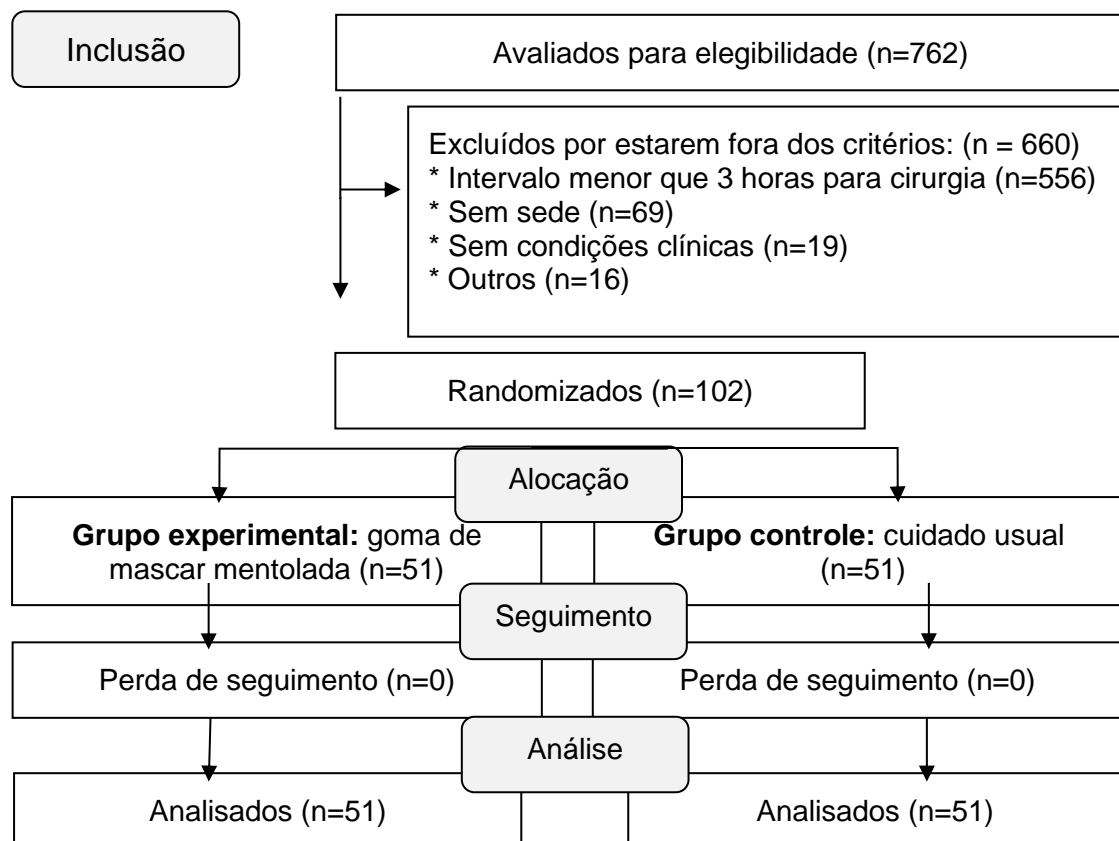 Inclusão
Avaliados para elegibilidade (n=762)
Excluídos por estarem fora dos critérios: (n = 660)
* Intervalo menor que 3 horas para cirurgia (n=556)
* Sem sede (n=69)
* Sem condições clínicas (n=19)
* Outros (n=16)
Randomizados (n=102)
Alocação
Grupo experimental: goma de
mascar mentolada (n=51)
Grupo controle: cuidado usual
(n=51)
Seguimento
Perda de seguimento (n=0)
Perda de seguimento (n=0)
Análise
Analisados (n=51)
Analisados (n=51)